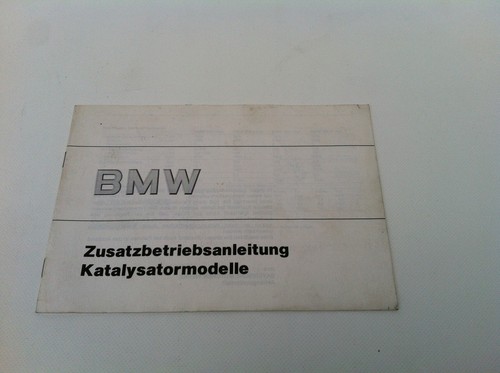 BMW
Zusatzbetriebsanleitung
Katalysatormodelle